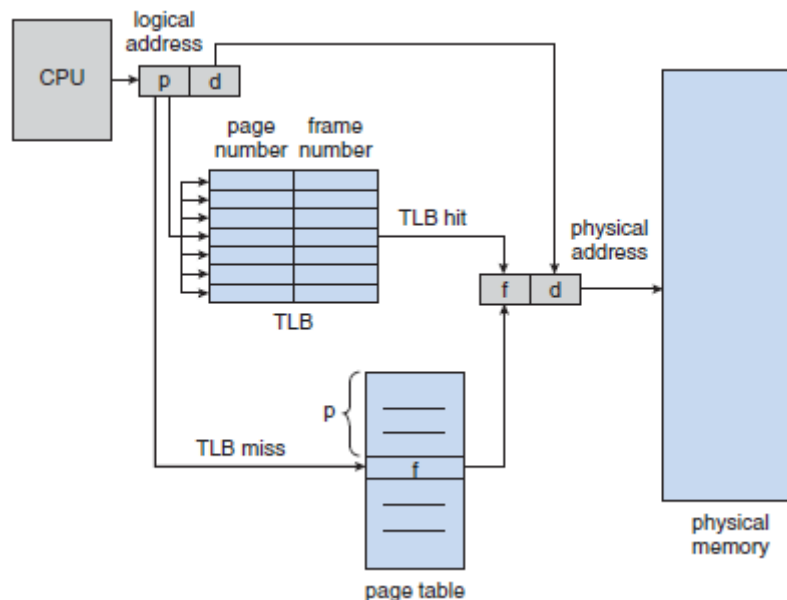 logical
address
CPU
p d
page
number
frame
number
TLB hit
physical
address
f d
TLB
p
TLB miss
f
physical
memory
page table